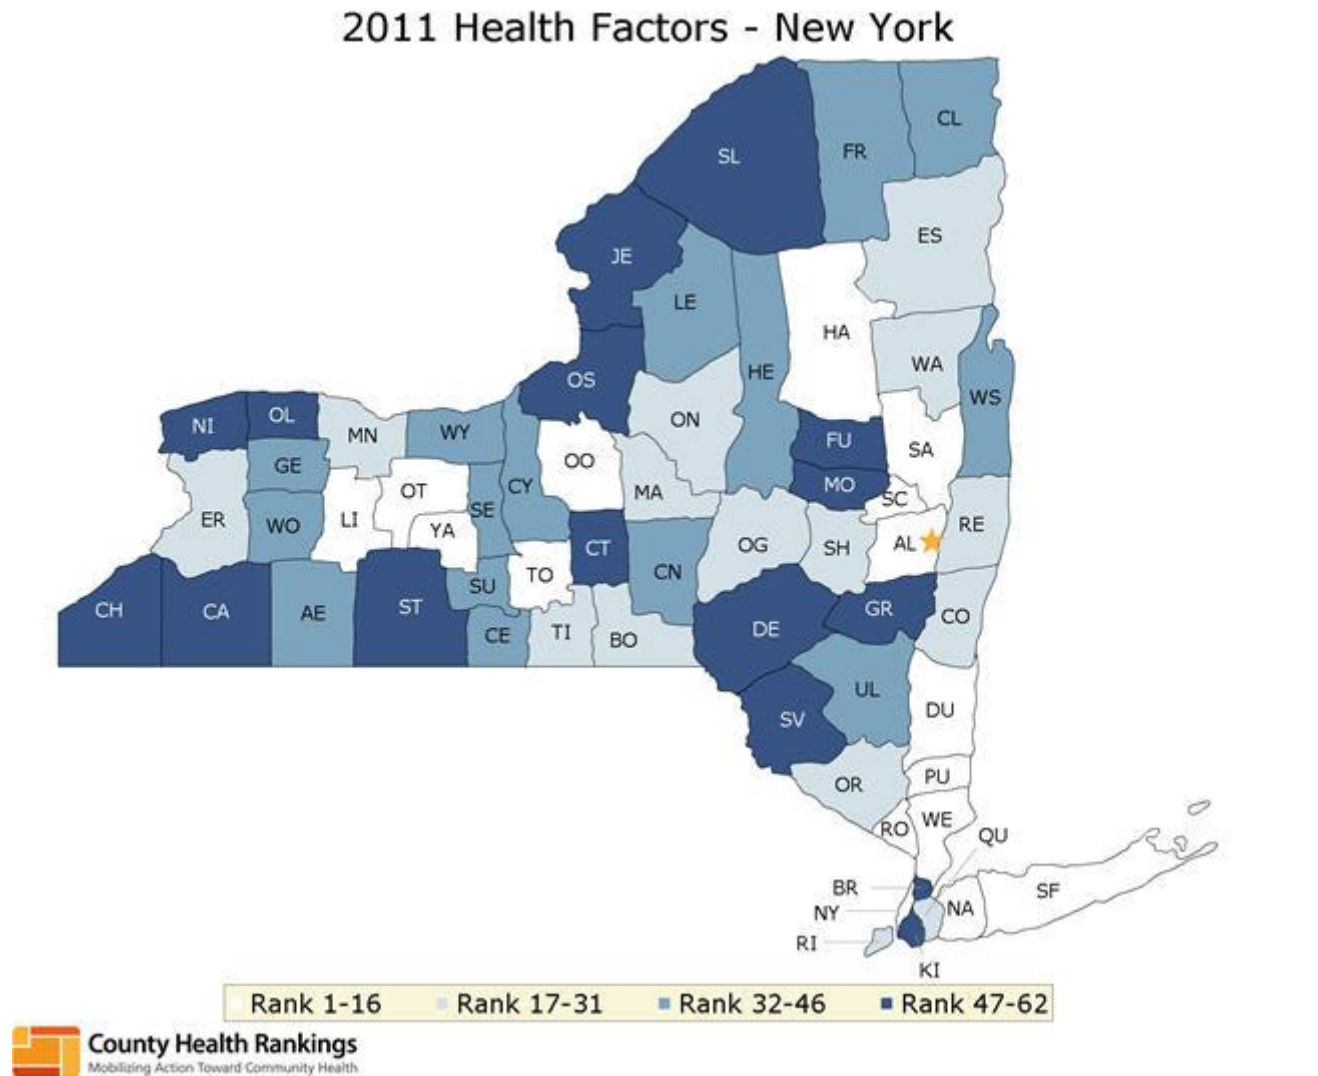 2011 Health Factors - New York
CL
SL
FR
ES
JE
LE
HA
WA
HE
OS
WS
OL
NI
ON
WY
MN
FU
SA
OO
GE
MO
CY
OT
MA
SC
SE
ER
LI
WO
RE
YA
AL
OG
SH
CT
CN
TO
SU
CH
CA
AE
ST
GR
CO
DE
TI
CE
BO
UL
DU
SV
PU
OR
WE
RO
QU
BR
SF
NA
NY
RI
KI
Rank 1-16 Rank 17-31 Rank 32-46 Rank 47-62
County Health Rankings
Mobilizing Action Toward Community Health